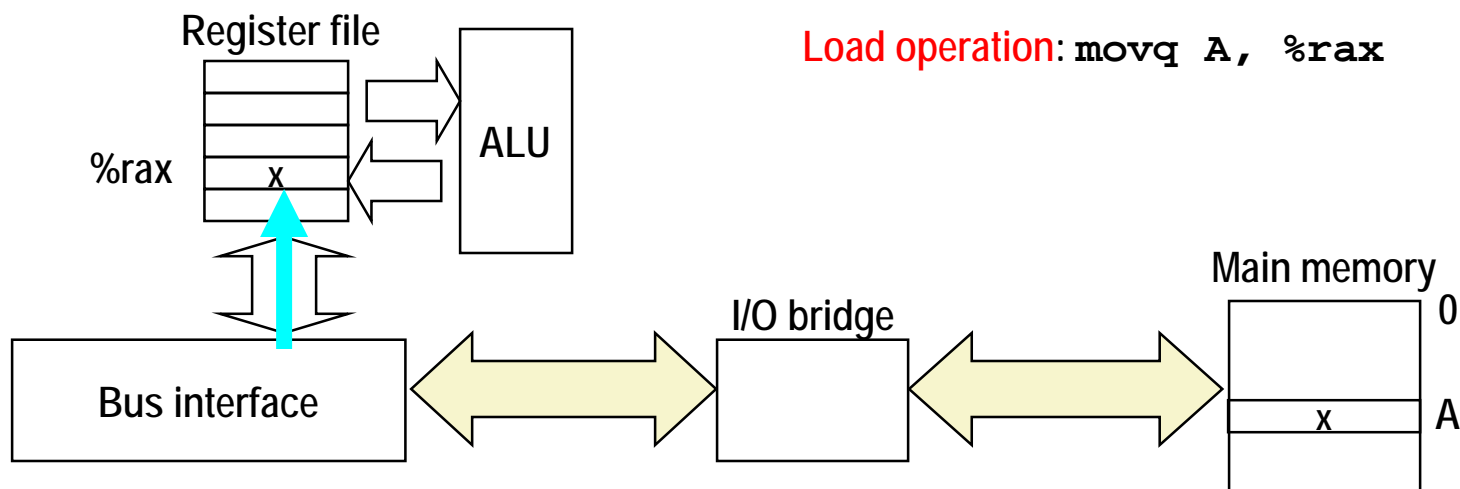 Register file
Load operation: movq A, %rax
ALU
%rax
x
Main memory
0
I/O bridge
Bus interface
x
A